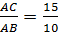 AC/AB = 15/10